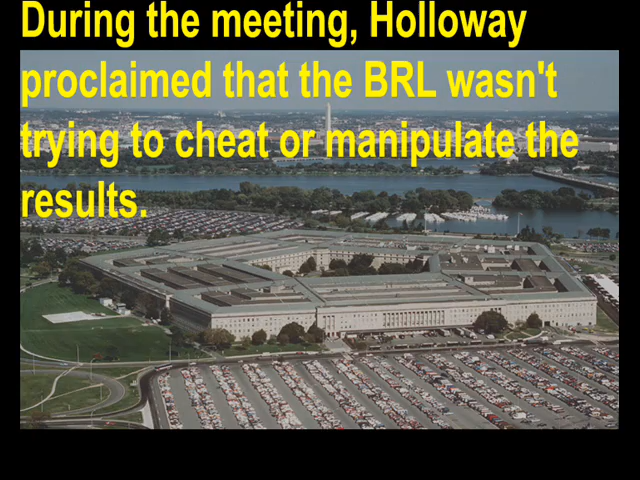 During the meeting, Holloway
proclaimed that the BRL wasn't
trying to cheat or manipulate the
results.